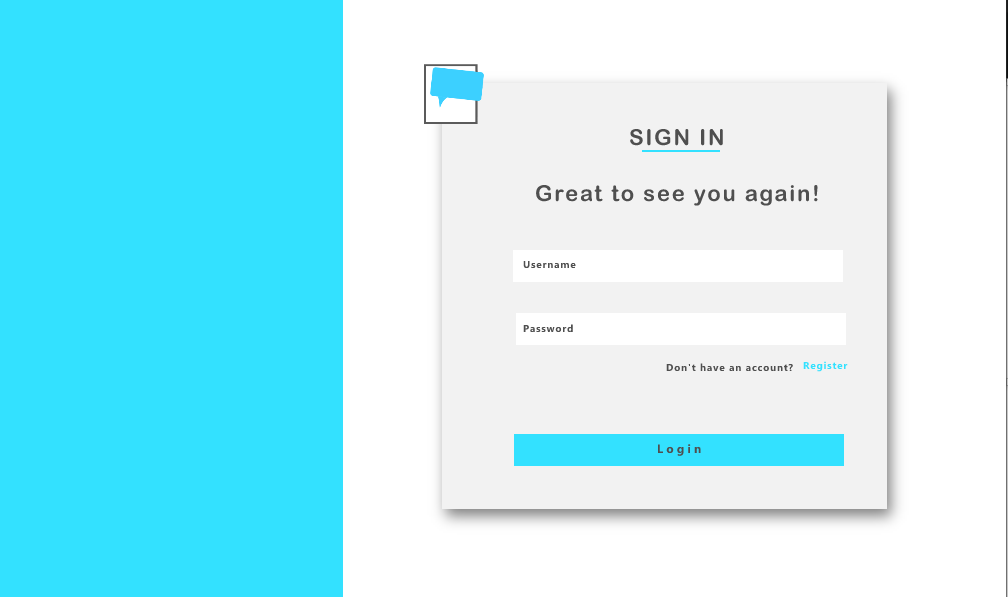 SIGN IN
Great to see you again!
Username
Password
Don't have an account? Register
Login